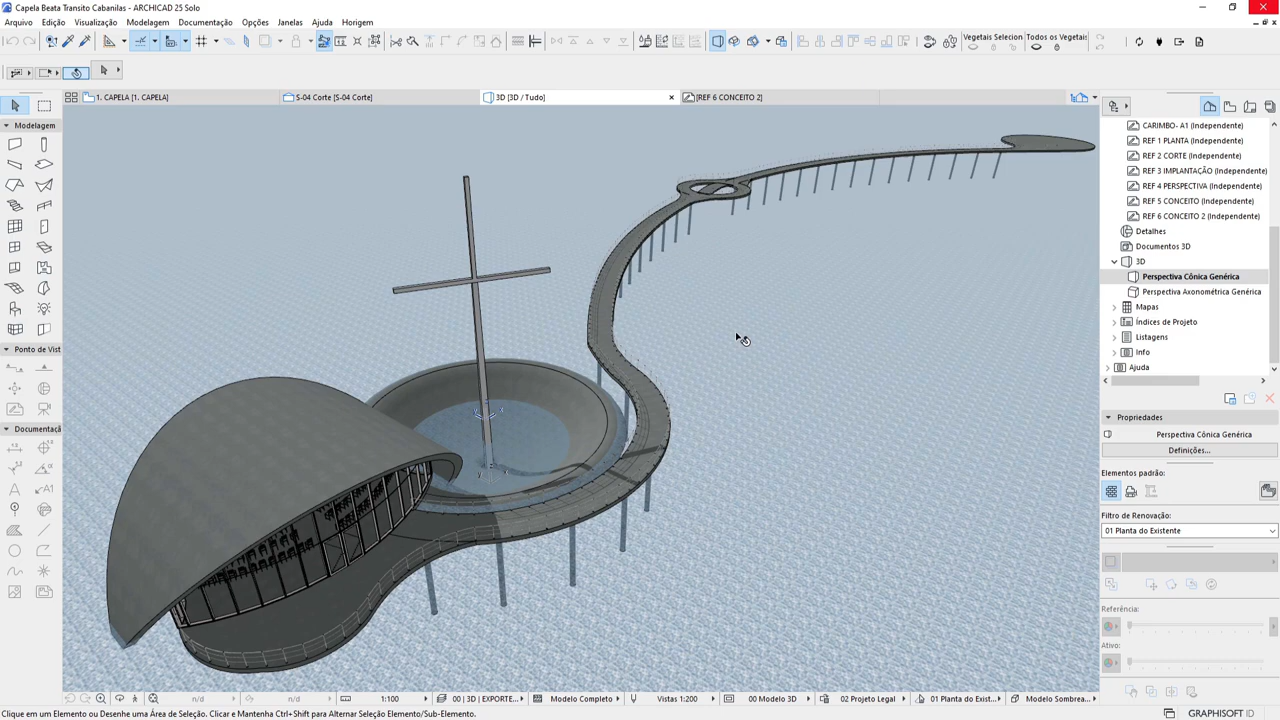 Capela Beata Transito Cabanilas - ARCHICAD 25 Solo
Arquivo Edição Visualização Modelagem Documentação Opções Janelas Ajuda Horigem
Vegetais Selecion Todos os Vegetais
1. CAPELA [1. CAPELA] S-04 Corte [S-04 Corte] 3D [3D / Tudo] [REF 6 CONCEITO 2]
Modelagem
Ponto de Vist
Documentaçã
CARIMBO- A1 (Independente)
REF 1 PLANTA (Independente)
REF 2 CORTE (Independente)
REF 3 IMPLANTAÇÃO (Independente)
REF 4 PERSPECTIVA (Independente)
REF 5 CONCEITO (Independente)
REF 6 CONCEITO 2 (Independente)
Detalhes
Documentos 3D
3D
Perspectiva Cônica Genérica
Perspectiva Axonométrica Genérica
Mapas
Índices de Projeto
Listagens
Info
Ajuda
Propriedades
Perspectiva Cônica Genérica
Definições...
Elementos padrão:
Filtro de Renovação:
01 Planta do Existente
Referência:
Ativo:
n/d n/d 1:100 00 | 3D | EXPORTE... Modelo Completo Vistas 1:200 00 Modelo 3D 02 Projeto Legal 01 Planta do Exist... Modelo Sombrea...
Clique em um Elemento ou Desenhe uma Área de Seleção. Clicar e Mantenha Ctrl+Shift para Alternar Seleção Elemento/Sub-Elemento.
GRAPHISOFT ID